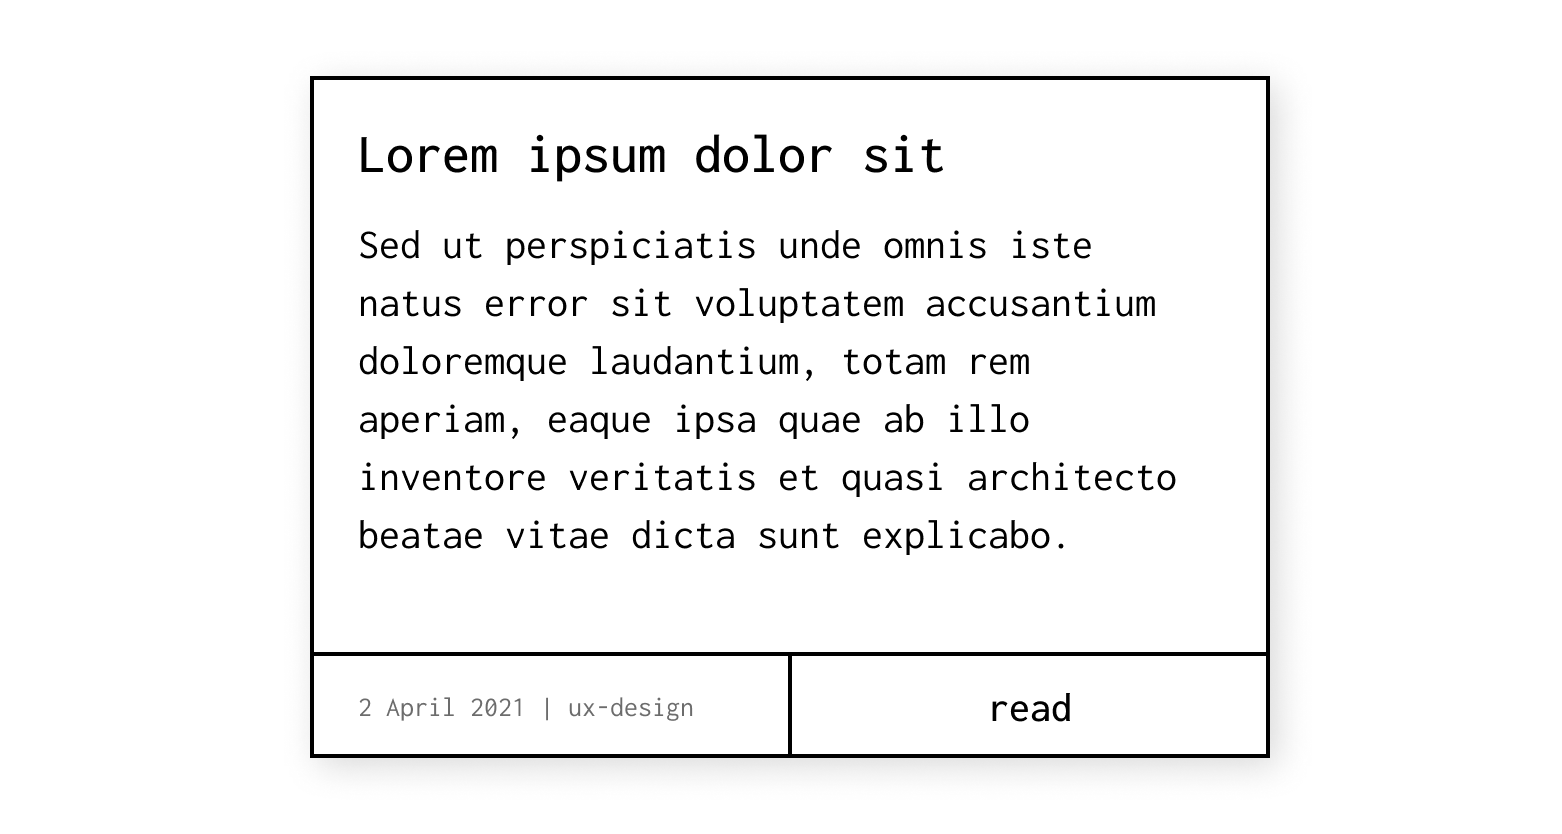 Lorem ipsum dolor sit
Sed ut perspiciatis unde omnis iste
natus error sit voluptatem accusantium
doloremque laudantium, totam rem
aperiam, eaque ipsa quae ab illo
inventore veritatis et quasi architecto
beatae vitae dicta sunt explicabo.
2 April 2021 | ux-design
read